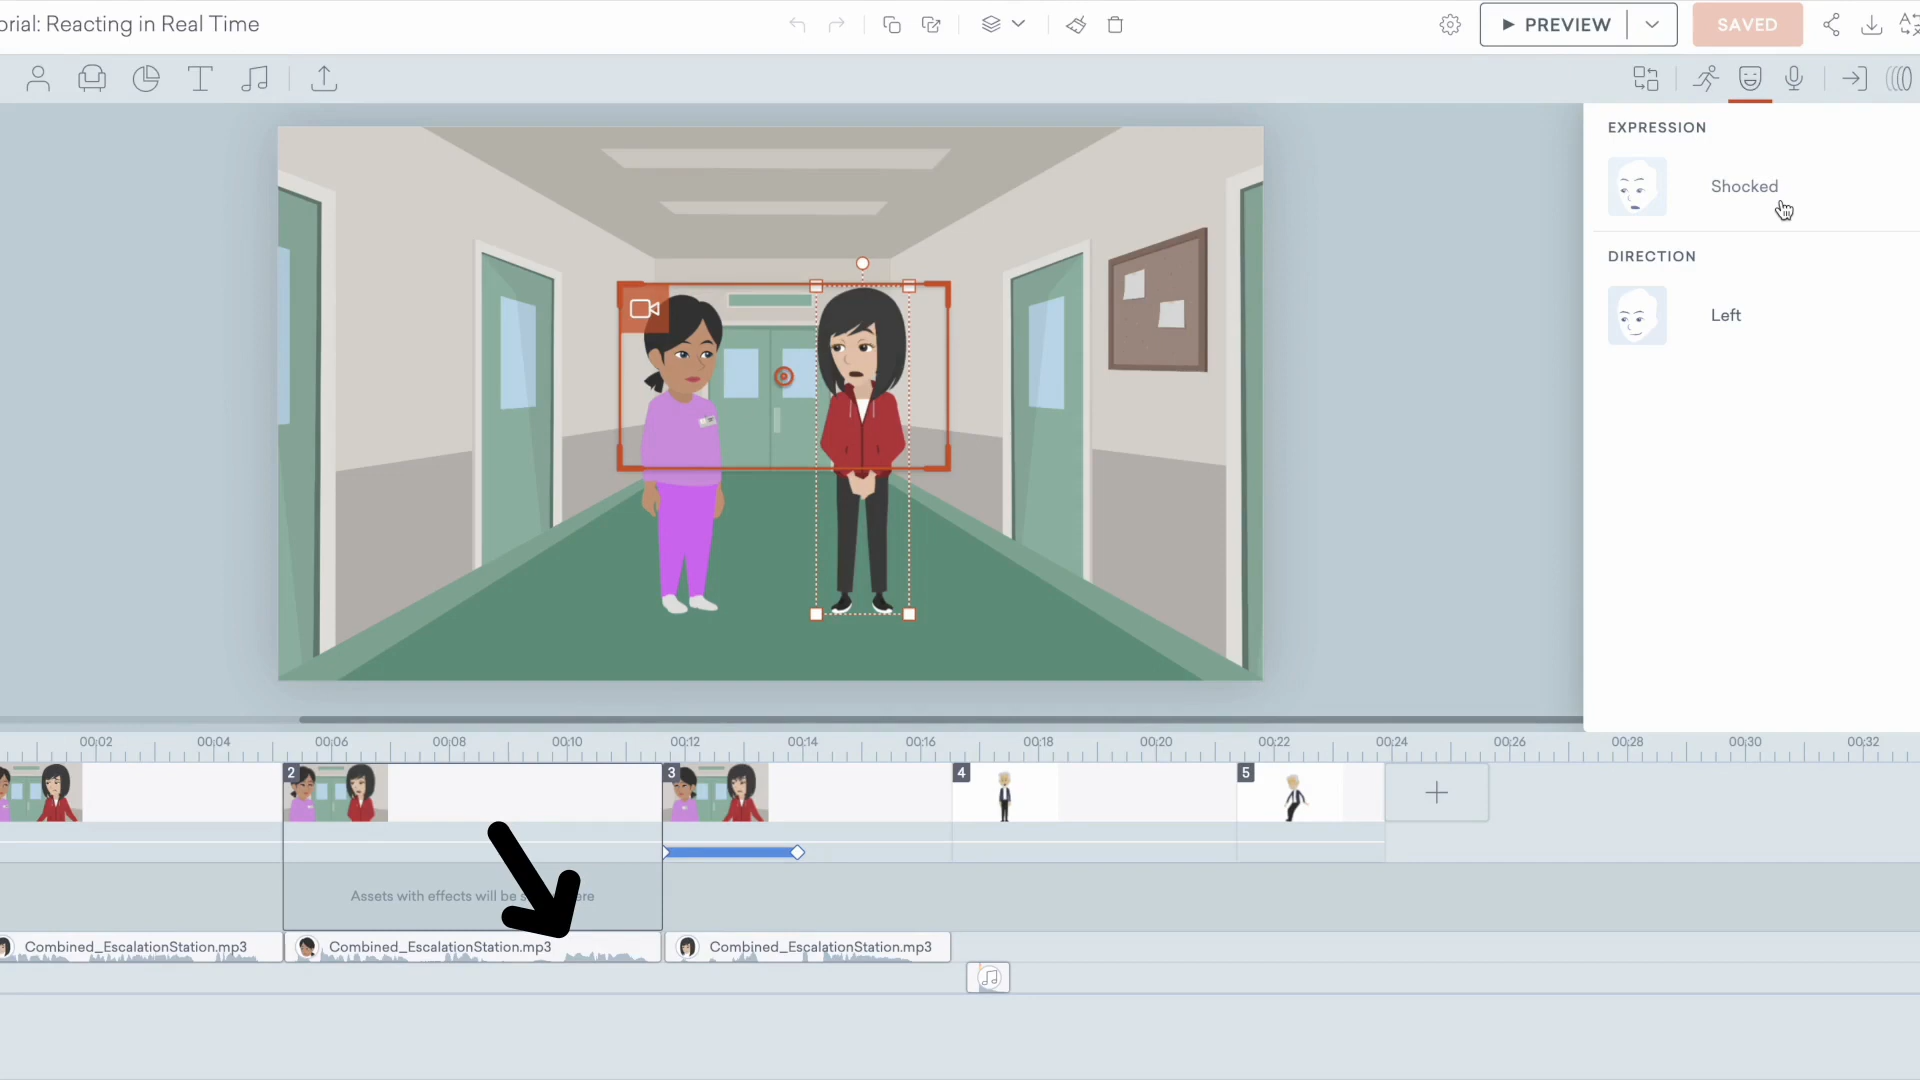 orial: Reacting in Real Time
PREVIEW
SAVED
EXPRESSION
Shocked
DIRECTION
Left
00:02
00:04
00:06
00:08
00:10
00:12
00:14
00:16
00:18
00:20
00:22
00:24
00:26
00:28
00:30
00:32
2
3
4
5
Assets with effects will be s ere
Combined_EscalationStation.mp3
Combined_EscalationStation.mp3
Combined_EscalationStation.mp3